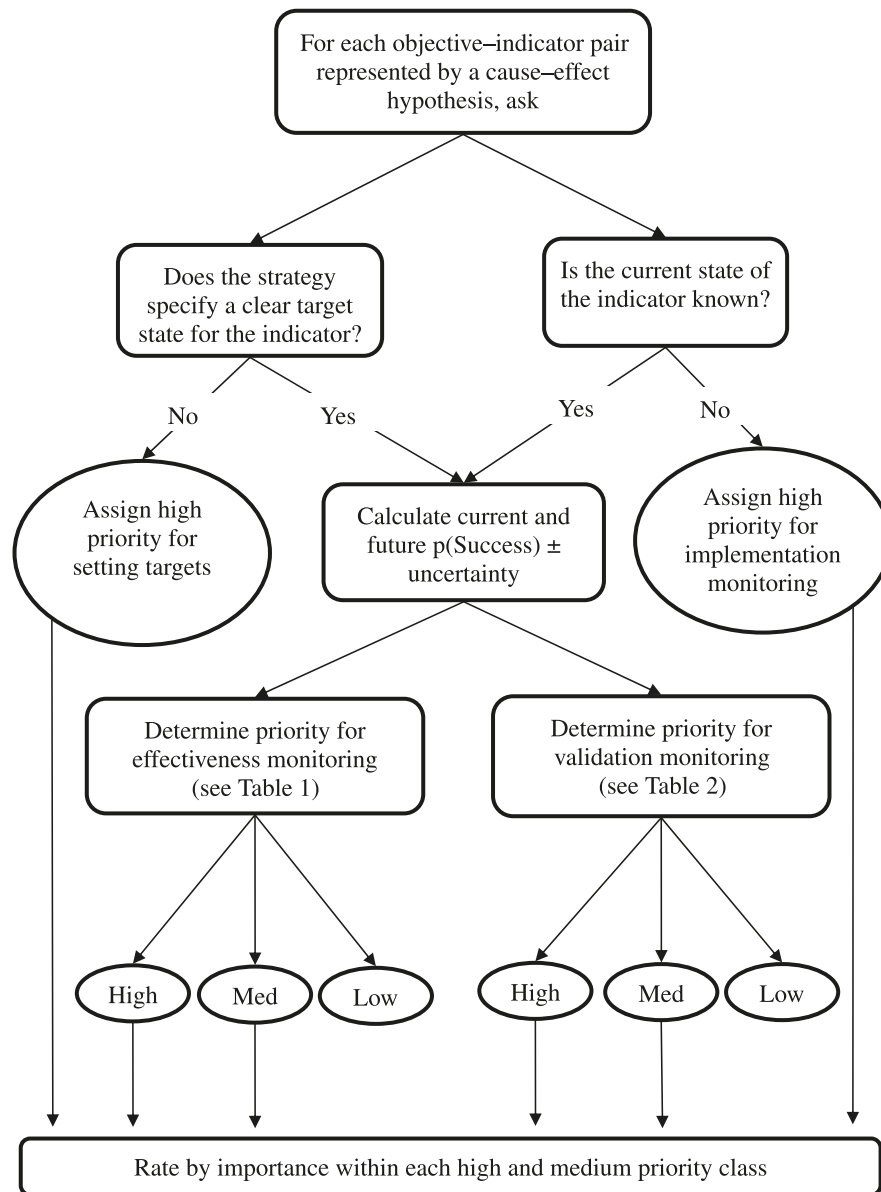 For each objective–indicator pair
represented by a cause–effect
hypothesis, ask
Does the strategy
specify a clear target
state for the indicator?
Is the current state of
the indicator known?
No
Yes
Yes
No
Assign high
priority for
setting targets
Calculate current and
future p(Success) ±
uncertainty
Assign high
priority for
implementation
monitoring
Determine priority for
effectiveness monitoring
(see Table 1)
Determine priority for
validation monitoring
(see Table 2)
High
Med
Low
High
Med
Low
Rate by importance within each high and medium priority class